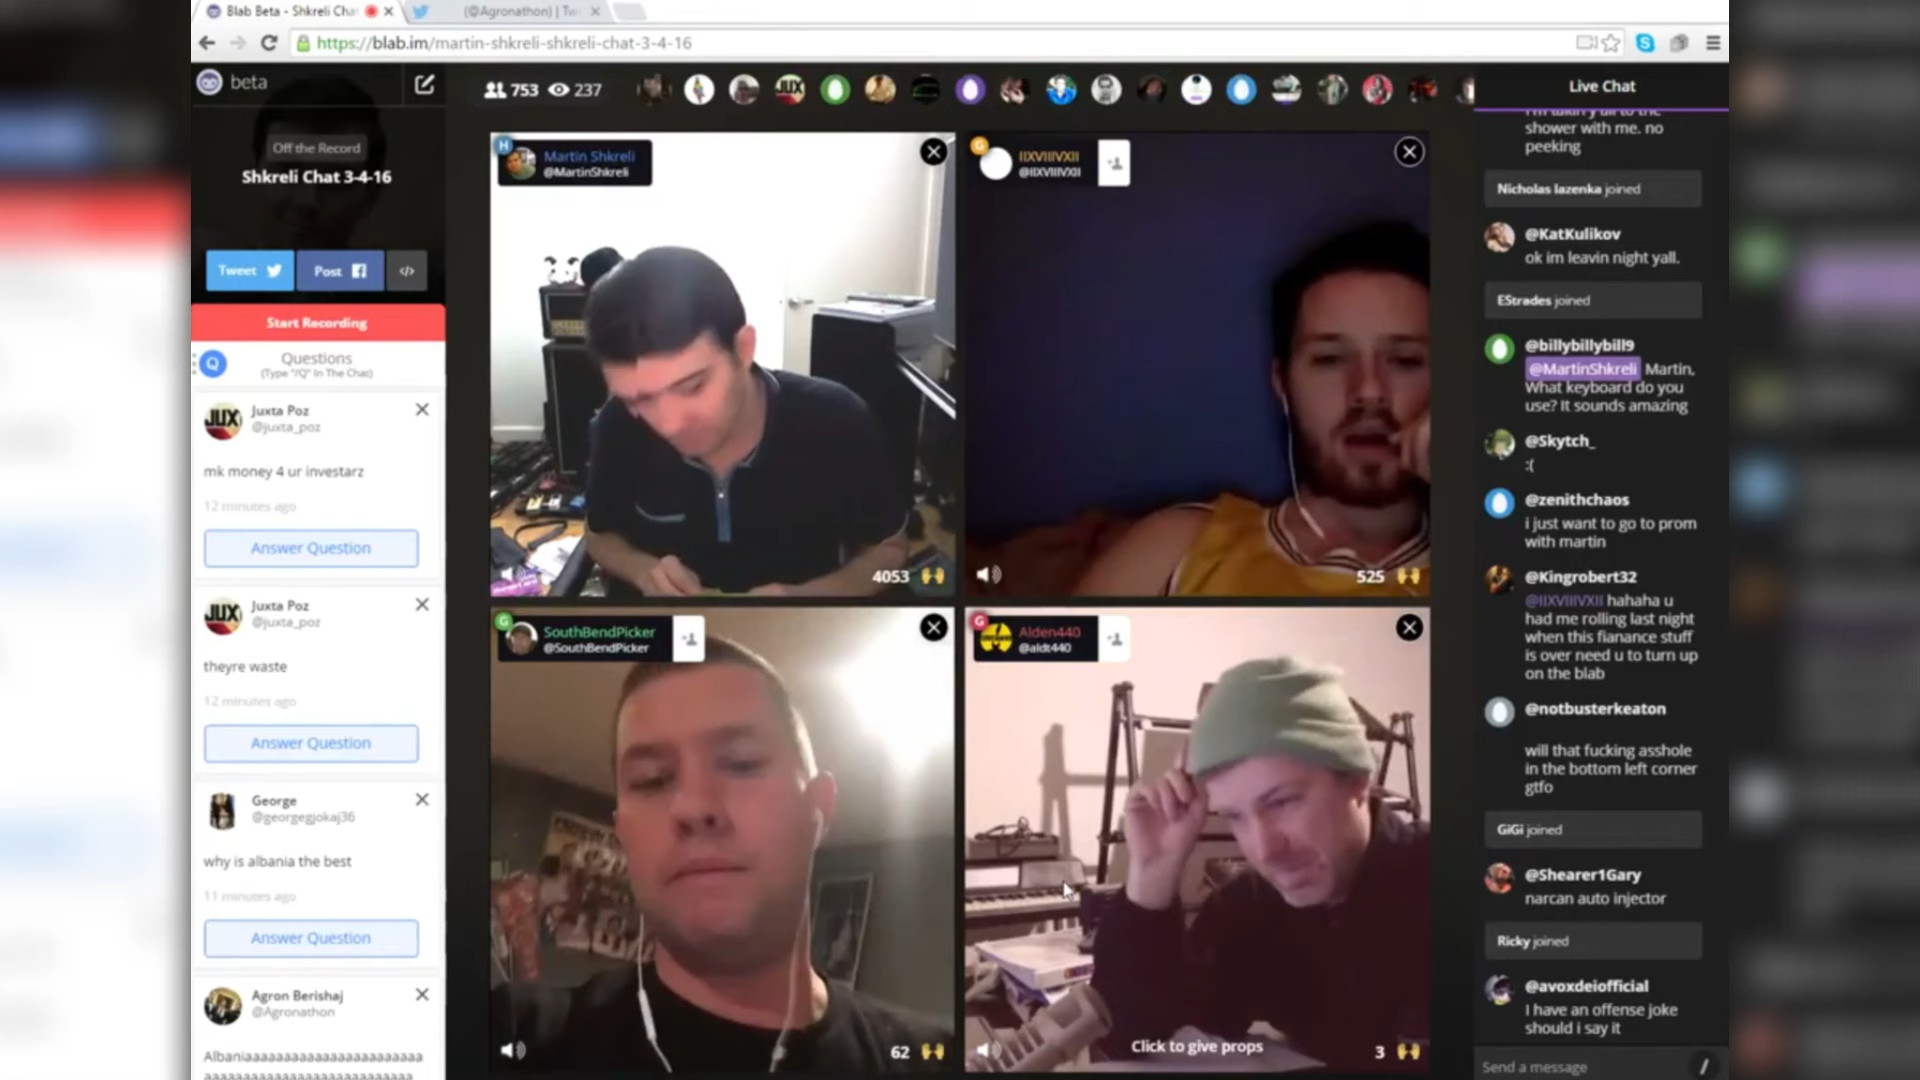 Blab Beta - Shkreli Cha
(@Agronathon) | Tw
https://blab.im/martin-shkreli-shkreli-chat-3-4-16
beta
Off the Record
Shkreli Chat 3-4-16
Tweet
Post
</>
Start Recording
Q
Questions
(Type "/Q" In The Chat)
JUX
Juxta Poz
@juxta_poz
mk money 4 ur investarz
12 minutes ago
Answer Question
JUX
Juxta Poz
@juxta_poz
theyre waste
12 minutes ago
Answer Question
George
@georgegjokaj36
why is albania the best
11 minutes ago
Answer Question
Agron Berishaj
@Agronathon
753
237
JUX
H
Martin Shkreli
@MartinShkreli
4053
G
IIXVIIIVXII
@IIXVIIIVXII
525
G
SouthBendPicker
@SouthBendPicker
62
G
Alden440
@aldt440
Click to give props
3
Live Chat
shower with me. no
peeking
Nicholas lazenka joined
@KatKulikov
ok im leavin night yall.
EStrades joined
@billybillybill9
@MartinShkreli Martin,
What keyboard do you
use? It sounds amazing
@Skytch_
:(
@zenithchaos
i just want to go to prom
with martin
@Kingrobert32
@IIXVIIIVXII hahaha u
had me rolling last night
when this fianance stuff
is over need u to turn up
on the blab
@notbusterkeaton
will that fucking asshole
in the bottom left corner
gtfo
GiGi joined
@Shearer1Gary
narcan auto injector
Ricky joined
@avoxdeiofficial
I have an offense joke
should i say it
Send a message
/